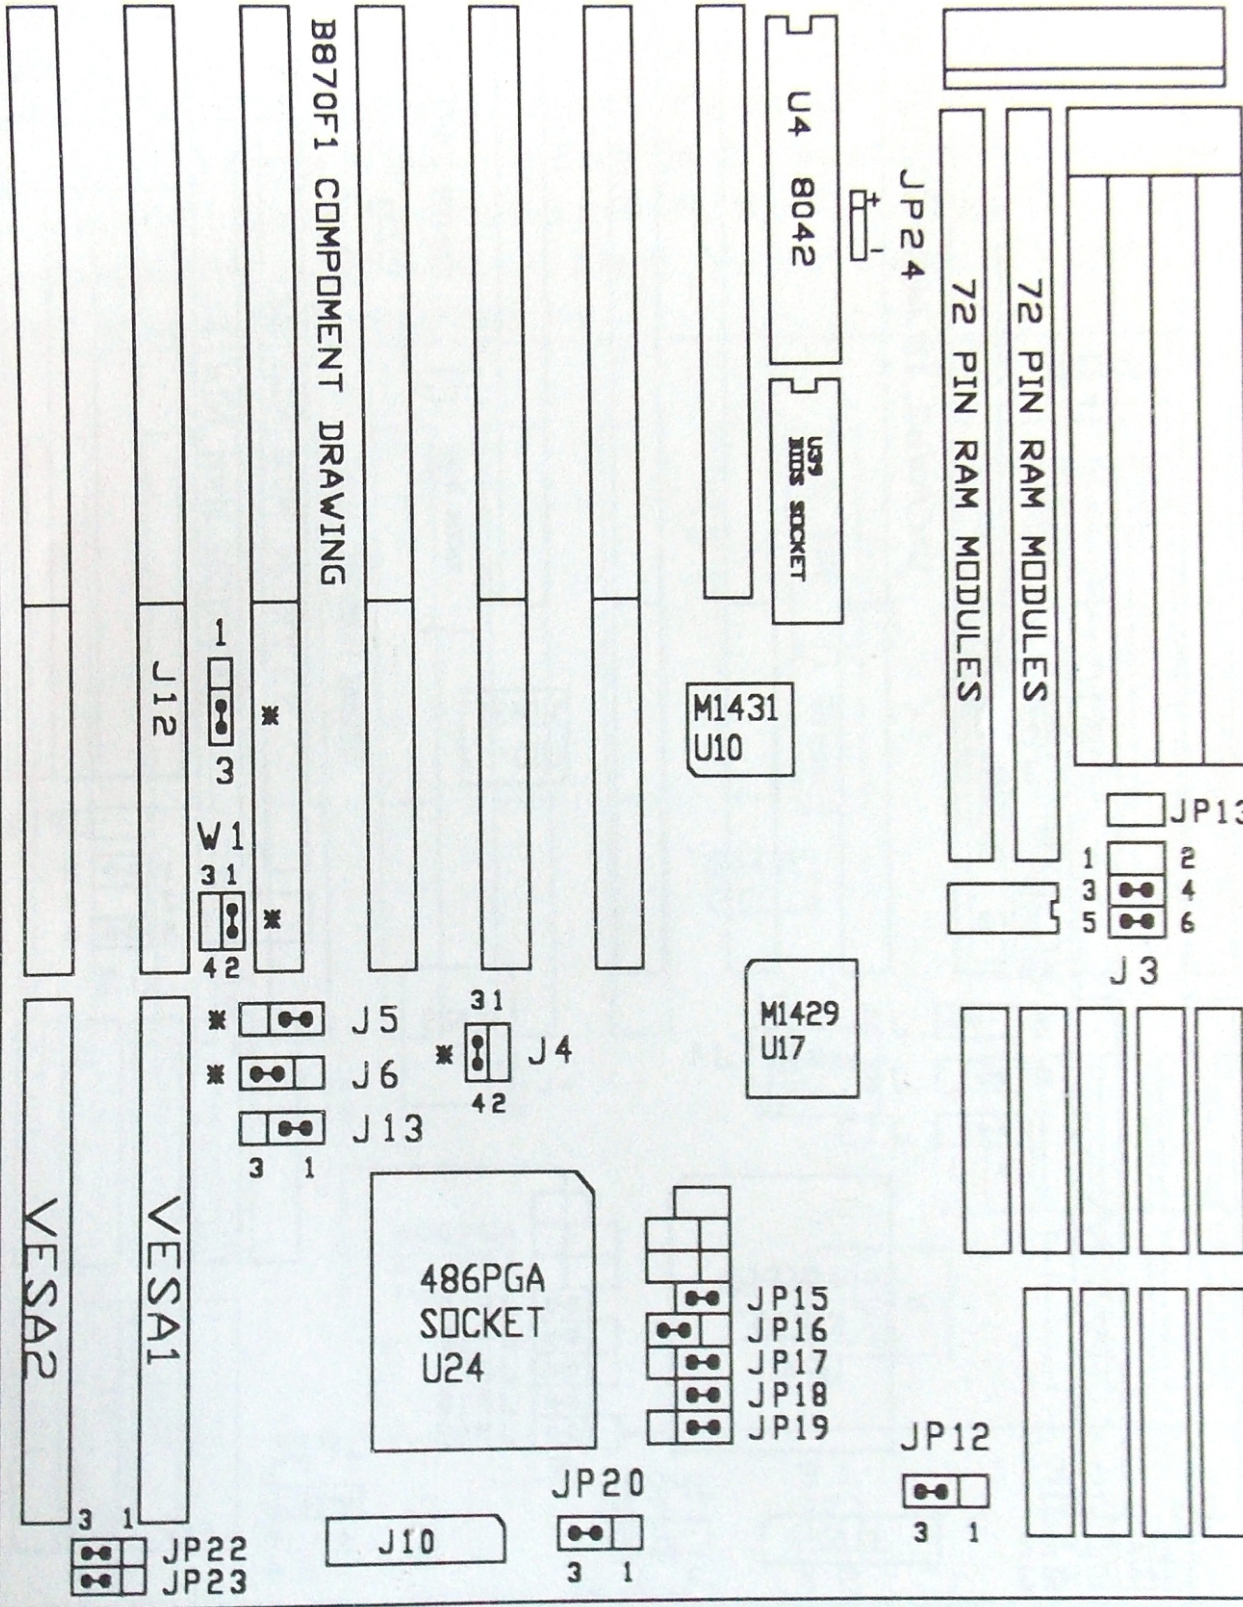 B870F1 COMPOMENT DRAWING
U4 8042
JP24
+
-
72 PIN RAM MODULES
72 PIN RAM MODULES
U39
BIOS SOCKET
1
J12
3
M1431
U10
JP13
1 2
3 4
5 6
J3
W1
3 1
*
*
4 2
M1429
U17
* J5
3 1
* J4
4 2
* J6
J13
3 1
VESA2
VESA1
486PGA
SOCKET
U24
JP15
JP16
JP17
JP18
JP19
JP12
3 1
JP20
3 1
J10
3 1
JP22
JP23